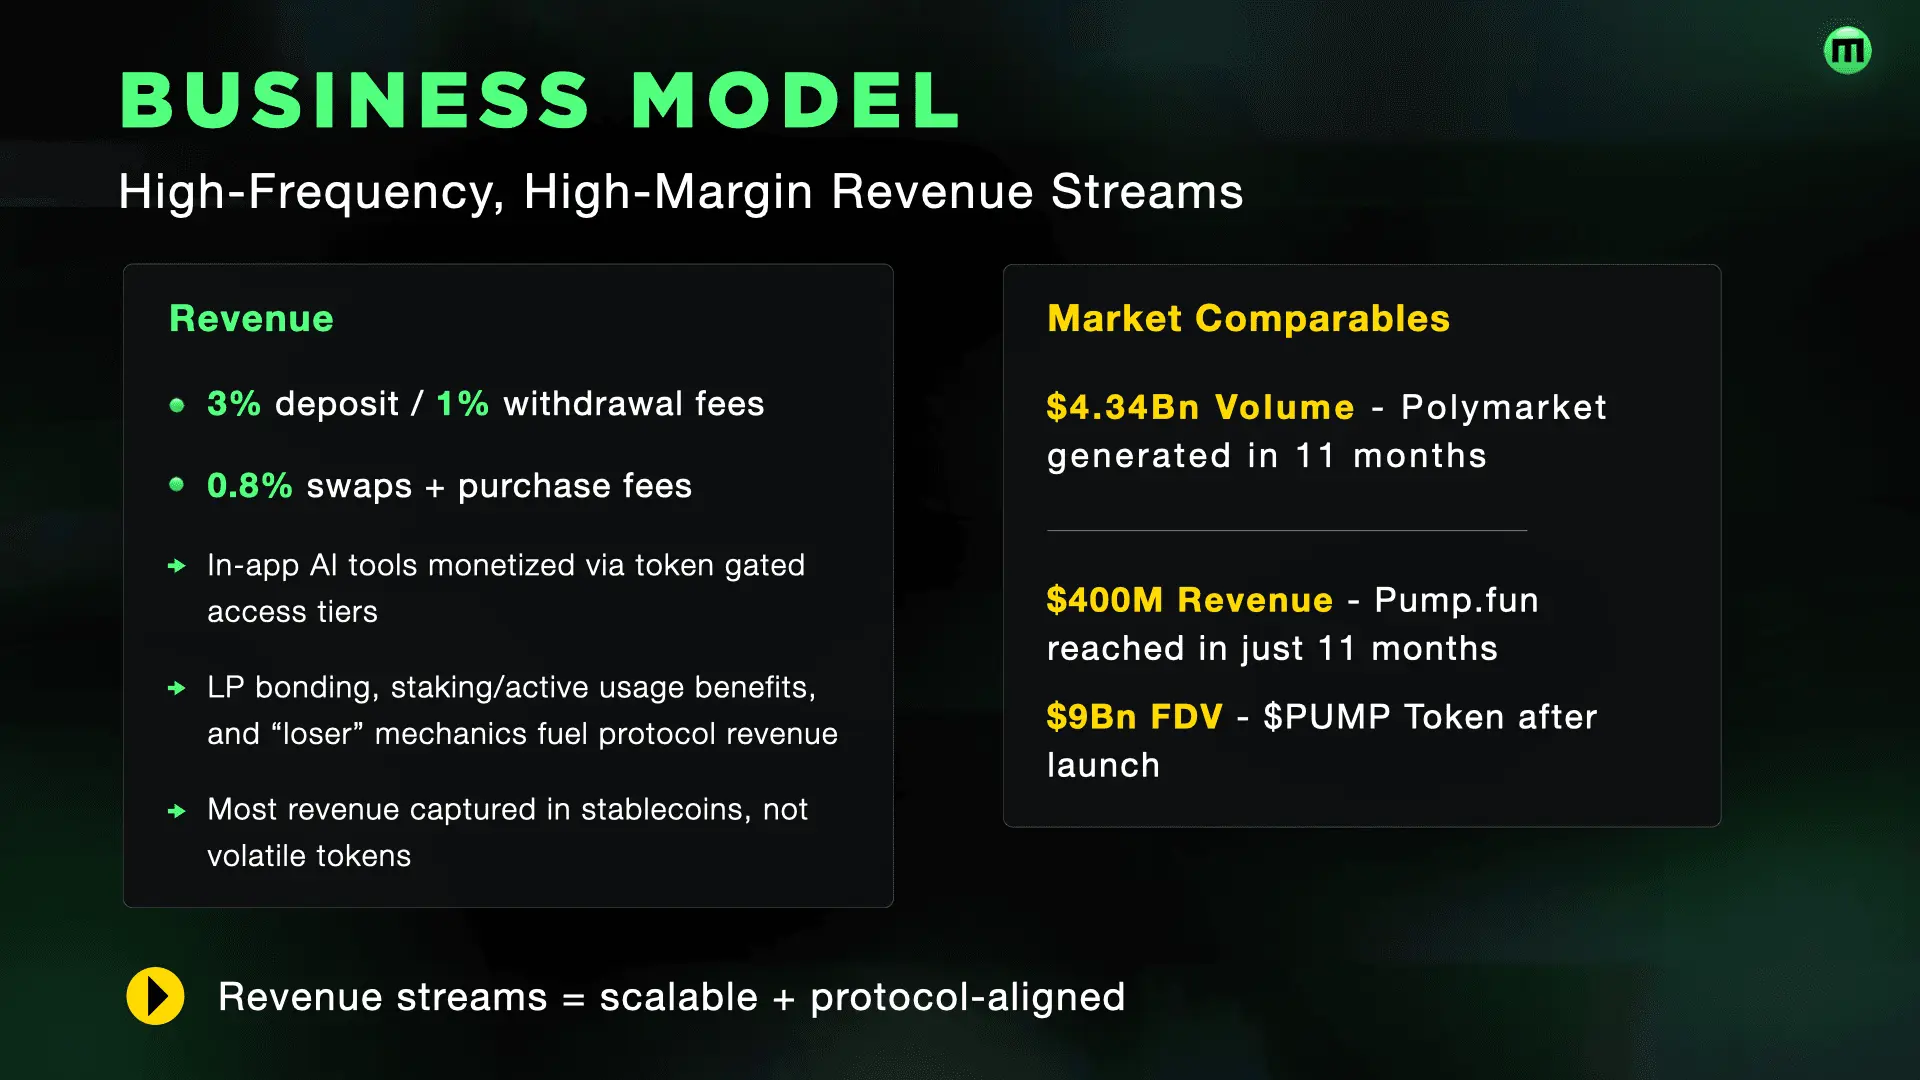 m
BUSINESS MODEL
High-Frequency, High-Margin Revenue Streams
Revenue
3% deposit / 1% withdrawal fees
0.8% swaps + purchase fees
In-app AI tools monetized via token gated
access tiers
LP bonding, staking/active usage benefits,
and “loser” mechanics fuel protocol revenue
Most revenue captured in stablecoins, not
volatile tokens
Market Comparables
$4.34Bn Volume - Polymarket
generated in 11 months
$400M Revenue - Pump.fun
reached in just 11 months
$9Bn FDV - $PUMP Token after
launch
Revenue streams = scalable + protocol-aligned